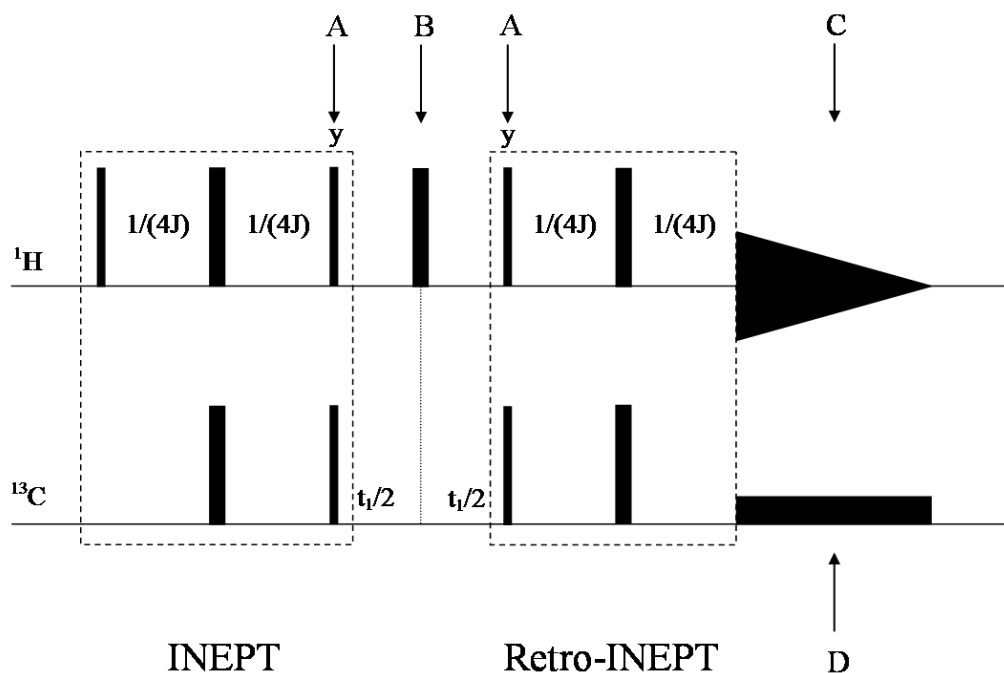 A B A C
y y
1/(4J) 1/(4J) 1/(4J) 1/(4J)
¹H
¹³C
t₁/2 t₁/2
INEPT Retro-INEPT D